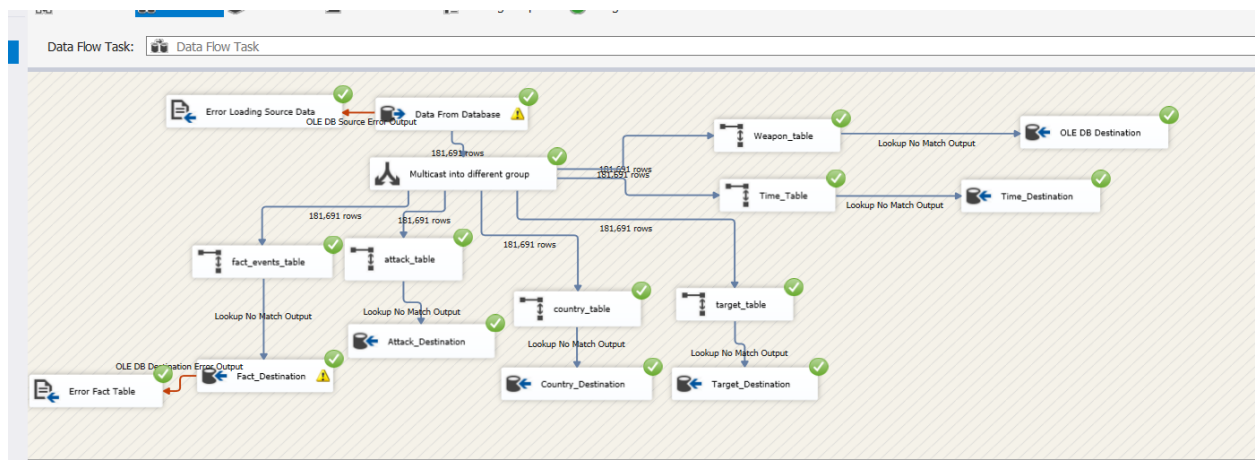 Data Flow Task:
Data Flow Task
Error Loading Source Data
OLE DB Source Error Output
Data From Database
181,691 rows
Multicast into different group
181,691 rows
181,691 rows
Weapon_table
Lookup No Match Output
OLE DB Destination
Time_Table
Lookup No Match Output
Time_Destination
181,691 rows
181,691 rows
181,691 rows
181,691 rows
fact_events_table
attack_table
country_table
target_table
Lookup No Match Output
Lookup No Match Output
Lookup No Match Output
Lookup No Match Output
Attack_Destination
OLE DB Destination Error Output
Error Fact Table
Fact_Destination
Country_Destination
Target_Destination